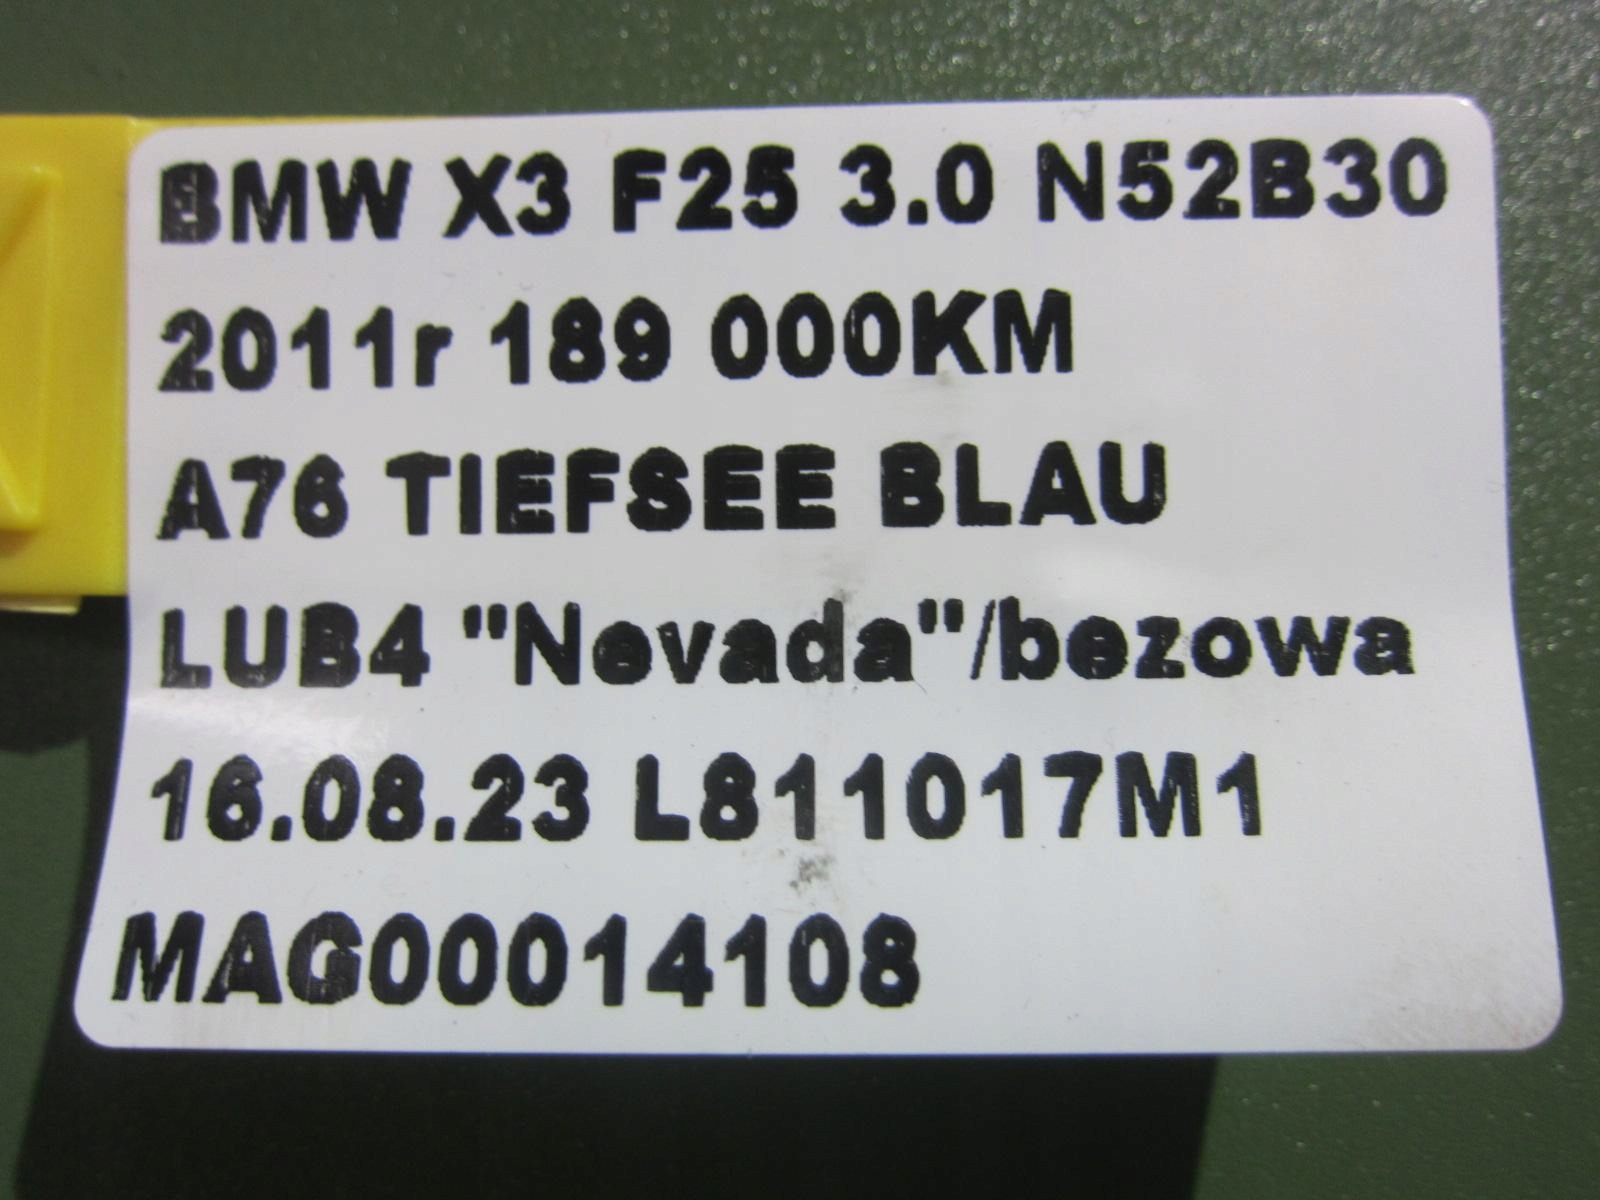 BMW X3 F25 3.0 N52B30
2011r 189 000KM
A76 TIEFSEE BLAU
LUB4 "Nevada"/bezowa
16.08.23 L811017M1
MAG00014108